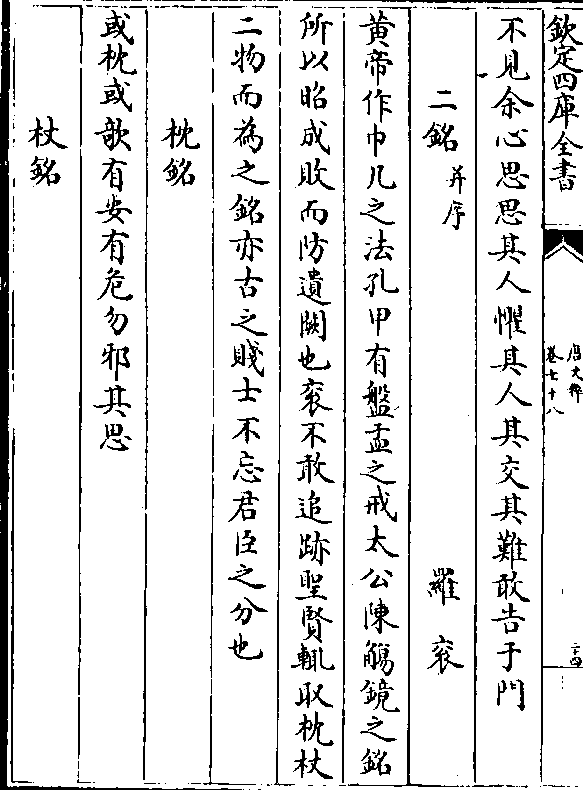 欽定四庫全書
唐文粹
卷七十八
二十四
不見余心思思其人懼其人其交其難敢告于門
二銘 并序 羅衮
黄帝作巾几之法孔甲有盤盂之戒太公陳觴鏡之銘
所以昭成敗而防遺闕也衮不敢追跡聖賢輒取枕杖
二物而為之銘亦古之賤士不忘君臣之分也
枕銘
或枕或欹有安有危勿邪其思
杖銘